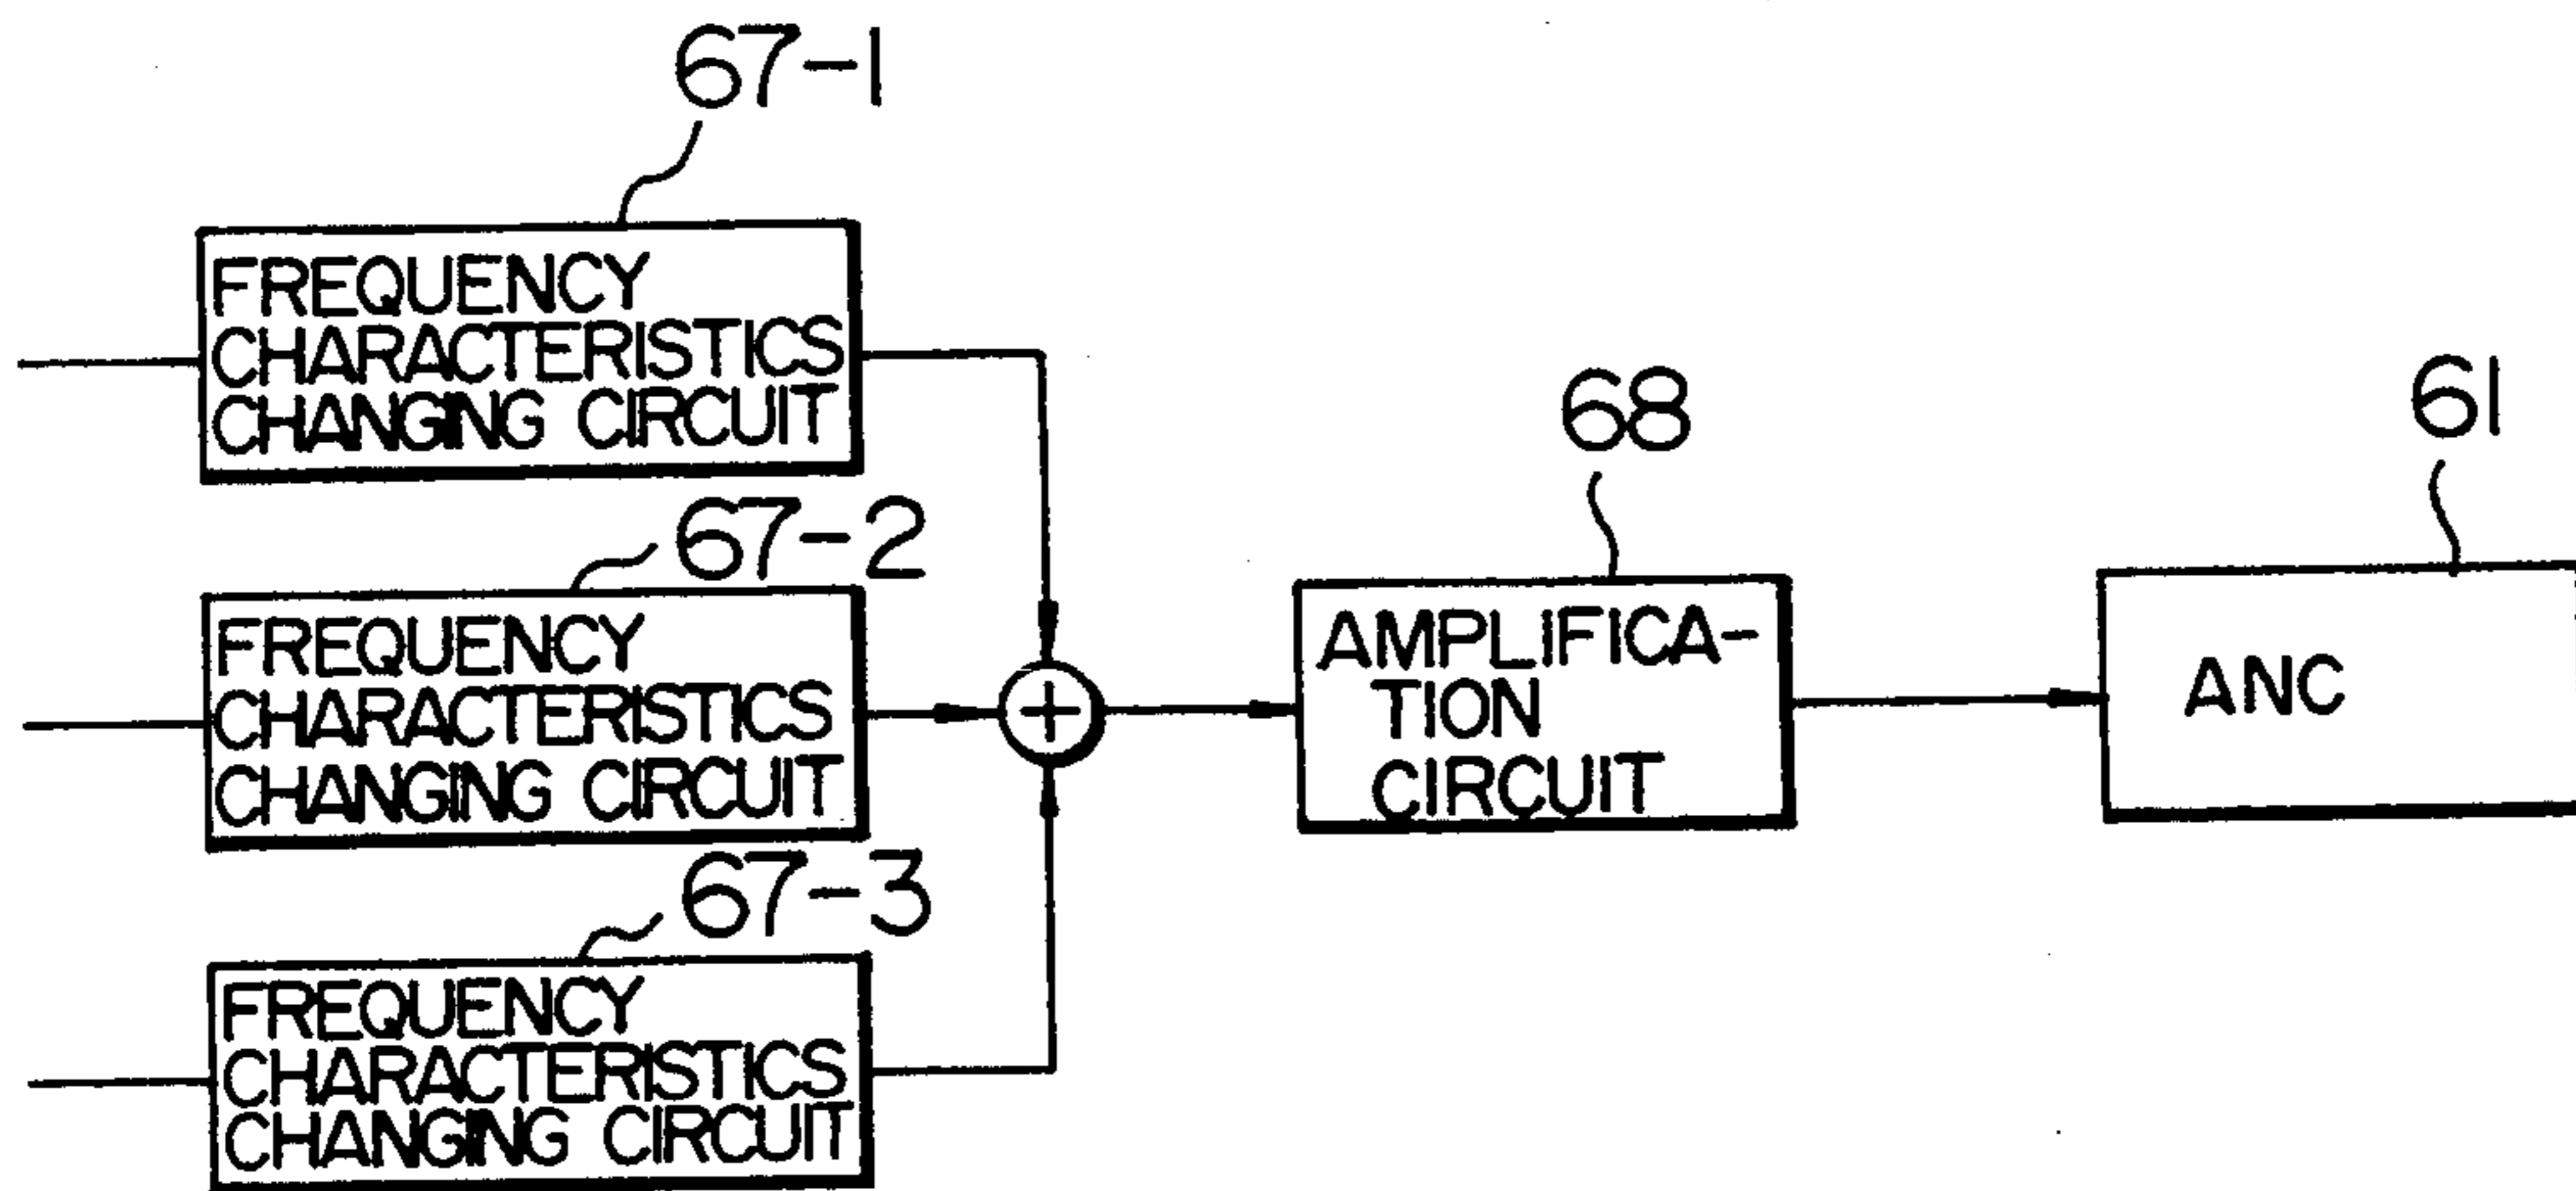 67-1
FREQUENCY
CHARACTERISTICS
CHANGING CIRCUIT
67-2
FREQUENCY
CHARACTERISTICS
CHANGING CIRCUIT
67-3
FREQUENCY
CHARACTERISTICS
CHANGING CIRCUIT
+
68
AMPLIFICA-
TION
CIRCUIT
61
ANC